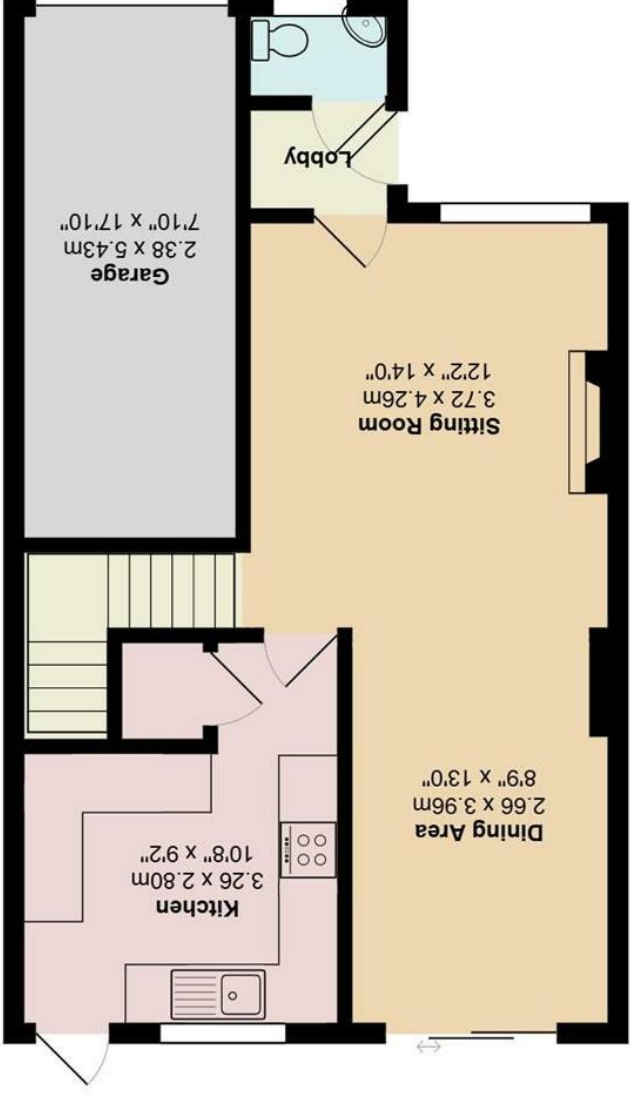 Dining Area
2.66 x 3.96m
8'9" x 13'0"
Kitchen
3.26 x 2.80m
10'8" x 9'2"
Sitting Room
3.72 x 4.26m
12'2" x 14'0"
Garage
2.38 x 5.43m
7'10" x 17'10"
Lobby